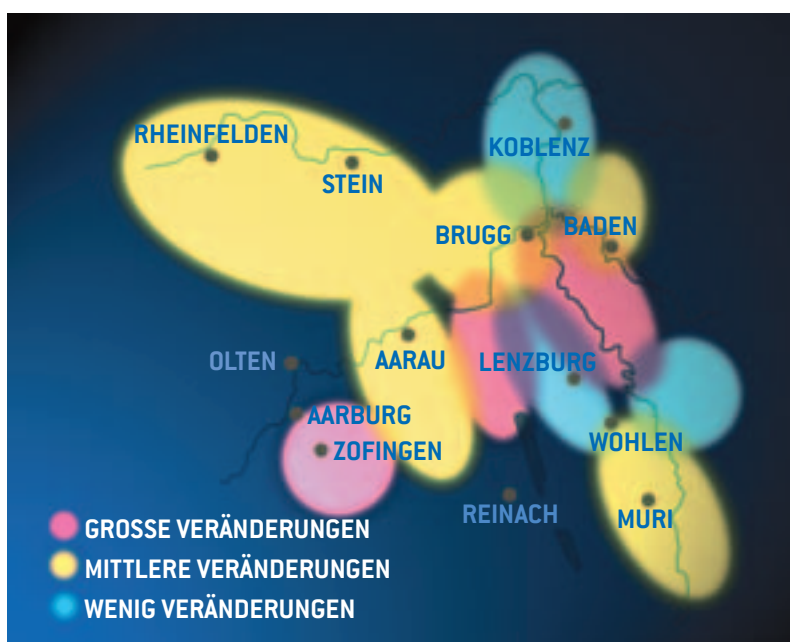 RHEINFELDEN
STEIN
KOBLENZ
BRUGG
BADEN
OLTEN
AARAU
LENZBURG
AARBURG
ZOFINGEN
WOHLEN
REINACH
MURI
GROSSE VERÄNDERUNGEN
MITTLERE VERÄNDERUNGEN
WENIG VERÄNDERUNGEN